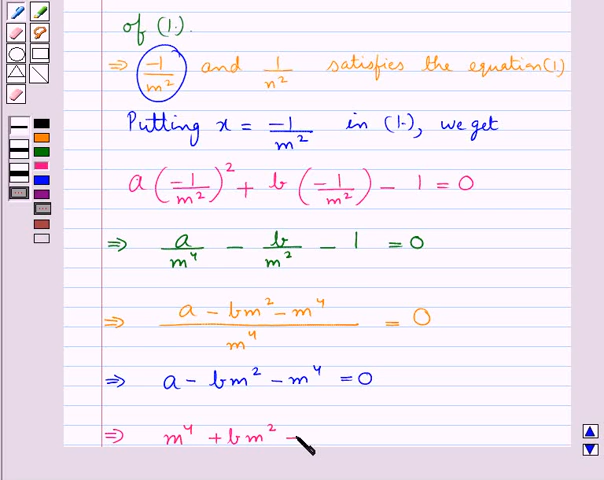 of (1.)
⇒ -1/m² and 1/n² satisfies the equation(1)
Putting x = -1/m² in (1.), we get
a(-1/m²)² + b(-1/m²) - 1 = 0
⇒ a/m⁴ - b/m² - 1 = 0
⇒ (a - bm² - m⁴)/m⁴ = 0
⇒ a - bm² - m⁴ = 0
⇒ m⁴ + bm² -